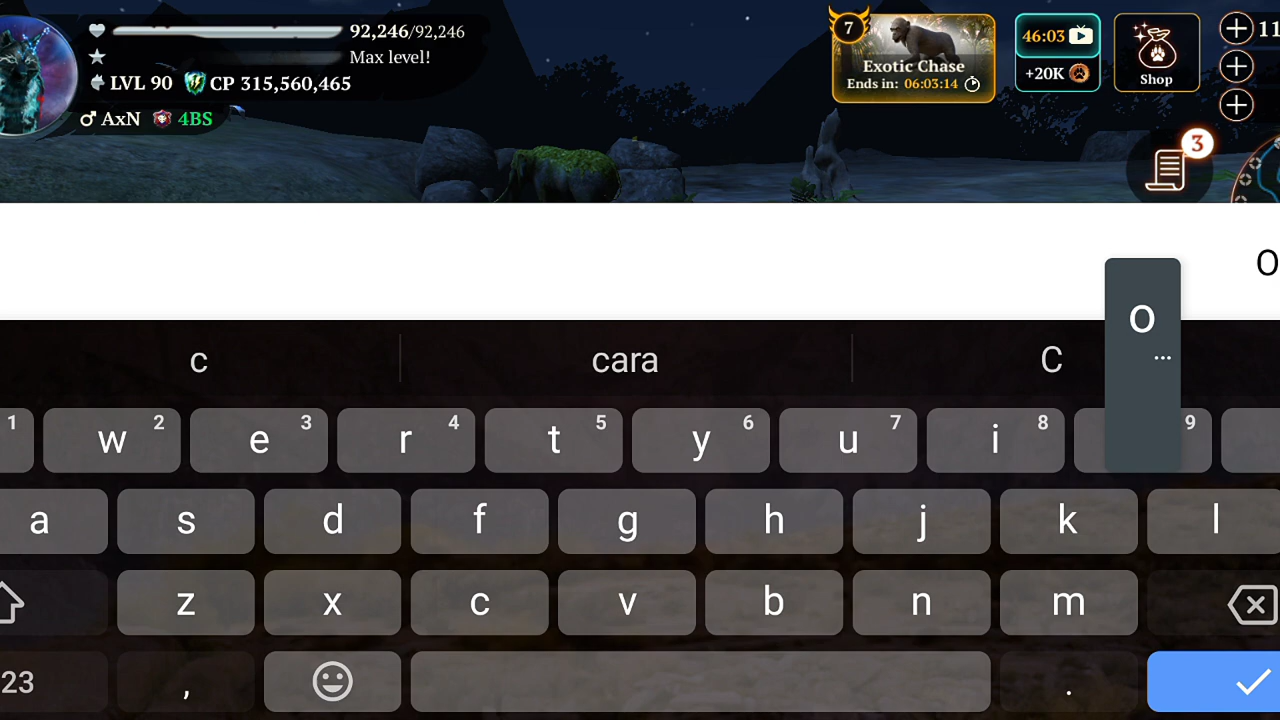 92,246/92,246
Max level!
LVL 90 CP 315,560,465
AxN 4BS
7
Exotic Chase
Ends in: 06:03:14
46:03
+20K
Shop
11
3
O
o
...
c cara C
1 w 2 e 3 r 4 t 5 y 6 u 7 i 8 9
a s d f g h j k l
z x c v b n m
23 , .